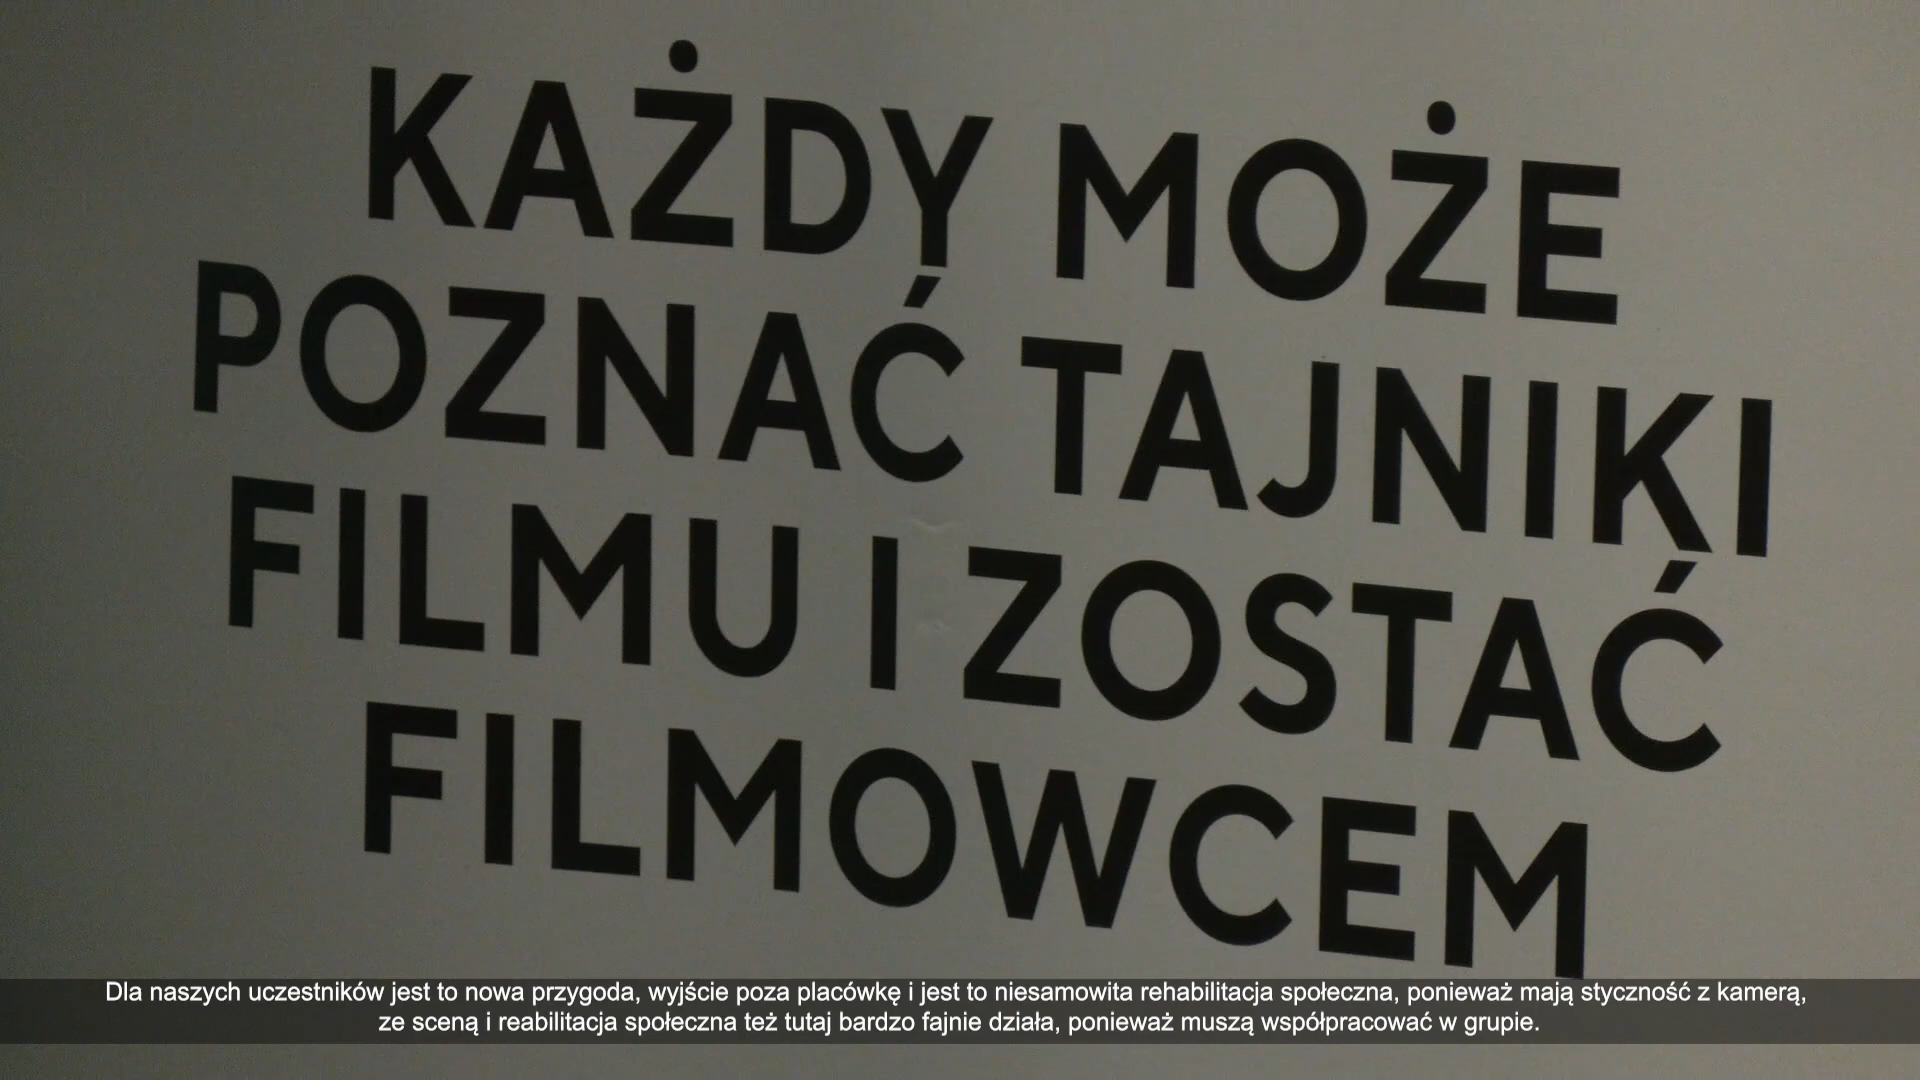 KAŻDY MOŻE
POZNAĆ TAJNIKI
FILMU I ZOSTAĆ
FILMOWCEM
Dla naszych uczestników jest to nowa przygoda, wyjście poza placówkę i jest to niesamowita rehabilitacja społeczna, ponieważ mają styczność z kamerą,
ze sceną i reabilitacja społeczna też tutaj bardzo fajnie działa, ponieważ muszą współpracować w grupie.